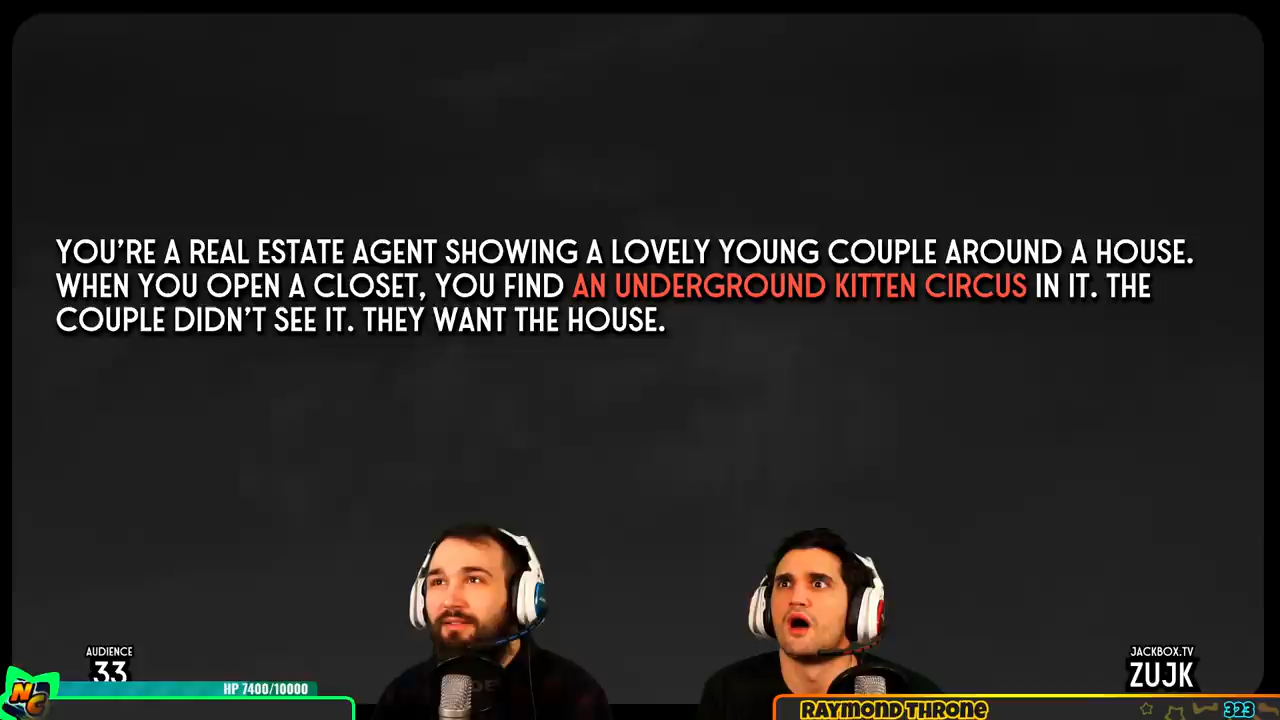 YOU'RE A REAL ESTATE AGENT SHOWING A LOVELY YOUNG COUPLE AROUND A HOUSE.
WHEN YOU OPEN A CLOSET, YOU FIND AN UNDERGROUND KITTEN CIRCUS IN IT. THE
COUPLE DIDN'T SEE IT. THEY WANT THE HOUSE.
AUDIENCE
33
JACKBOX.TV
ZUJK
NC
HP 7400/10000
RAYMOND THRONE
323